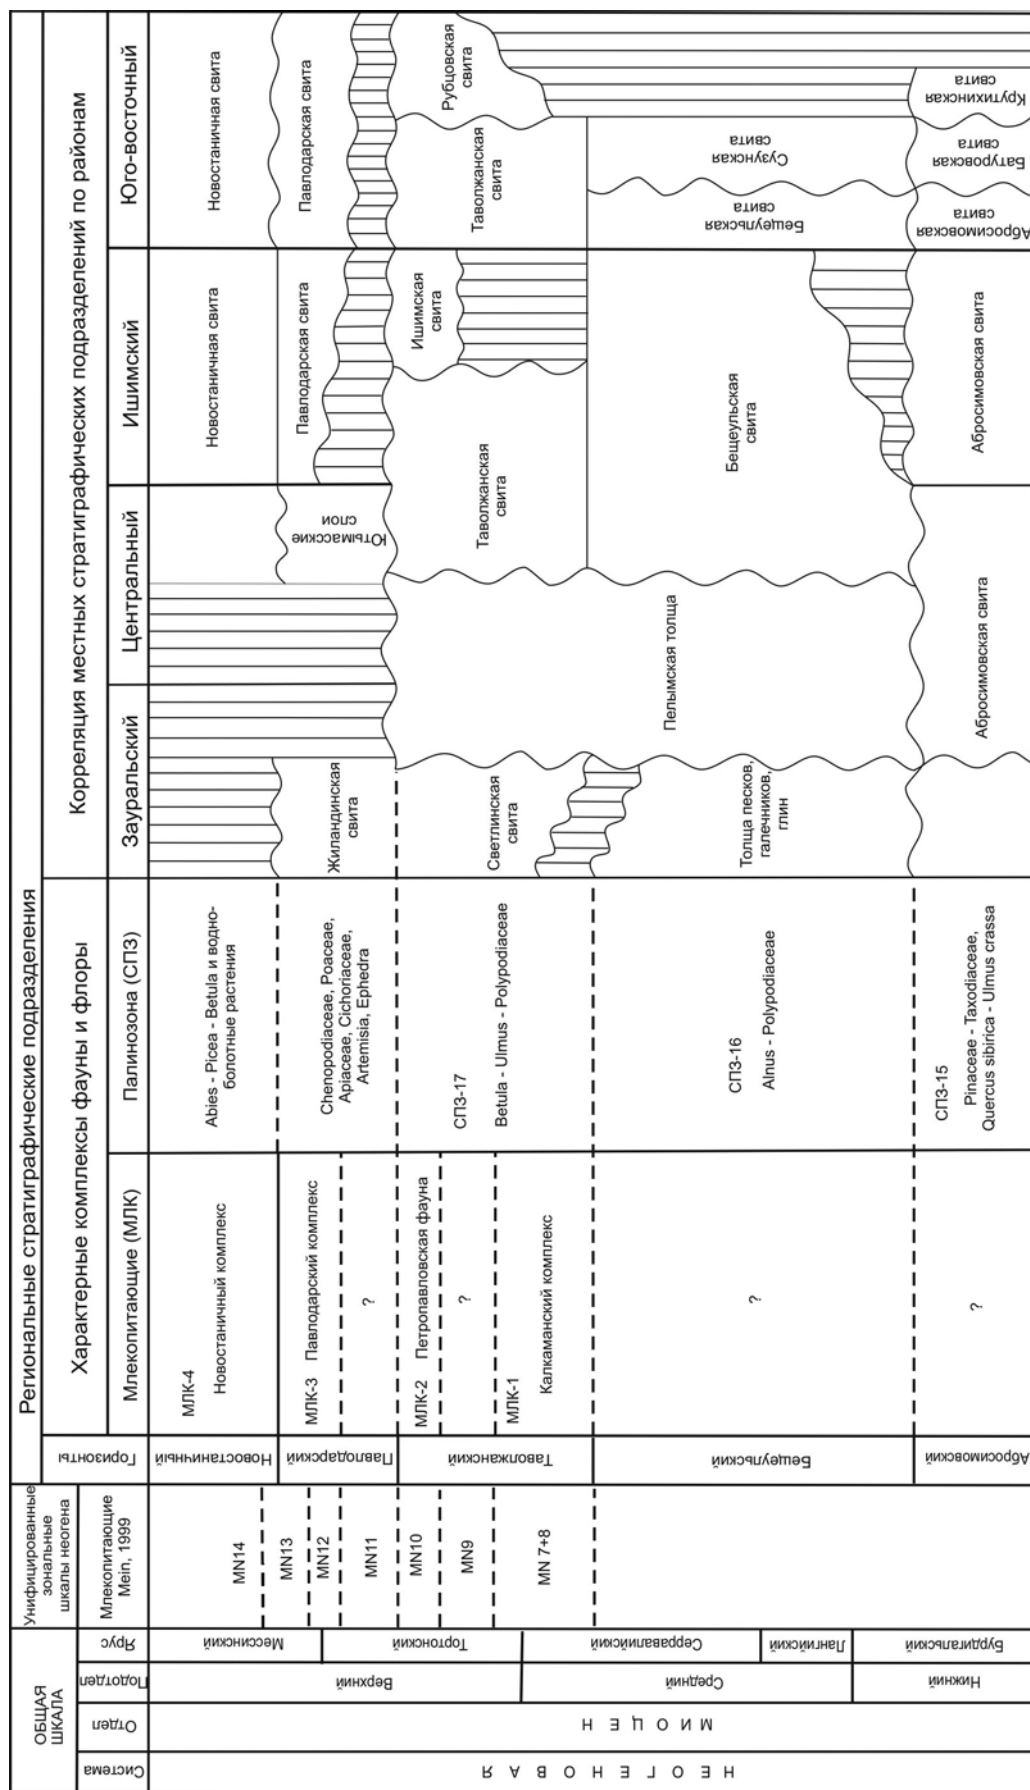 ОБЩАЯ
ШКАЛА
Система
Отдел
Подотдел
Ярус
Унифицированные
зональные
шкалы неогена
Млекопитающие
Mein, 1999
Региональные стратиграфические подразделения
Горизонты
Характерные комплексы фауны и флоры
Млекопитающие (МЛК)
Палинозона (СПЗ)
Корреляция местных стратиграфических подразделений по районам
Зауральский
Центральный
Ишимский
Юго-восточный
НЕОГЕНОВАЯ
МИОЦЕН
Верхний
Средний
Нижний
Мессинский
Тортонский
Серравалийский
Лангийский
Бурдигальский
MN14
MN13
MN12
MN11
MN10
MN9
MN 7+8
Новостаничный
Павлодарский
Таволжанский
Бещеульский
Абросимовский
МЛК-4
Новостаничный комплекс
МЛК-3 Павлодарский комплекс
?
МЛК-2 Петропавловская фауна
?
МЛК-1
Калкаманский комплекс
?
?
Abies - Picea - Betula и водно-
болотные растения
Chenopodiaceae, Poaceae,
Apiaceae, Cichoriaceae,
Artemisia, Ephedra
СПЗ-17
Betula - Ulmus - Polypodiaceae
СПЗ-16
Alnus - Polypodiaceae
СПЗ-15
Pinaceae - Taxodiaceae,
Quercus sibirica - Ulmus crassa
Жиландинская
свита
Светлинская
свита
Толща песков,
галечников,
глин
Пелымская толща
Абросимовская свита
Ютымасские
слои
Таволжанская
свита
Бещеульская
свита
Новостаничная свита
Павлодарская свита
Ишимская
свита
Абросимовская свита
Новостаничная свита
Павлодарская свита
Таволжанская
свита
Рубцовская
свита
Бещеульская
свита
Сузунская
свита
Абросимовская
свита
Батуровская
свита
Крутихинская
свита